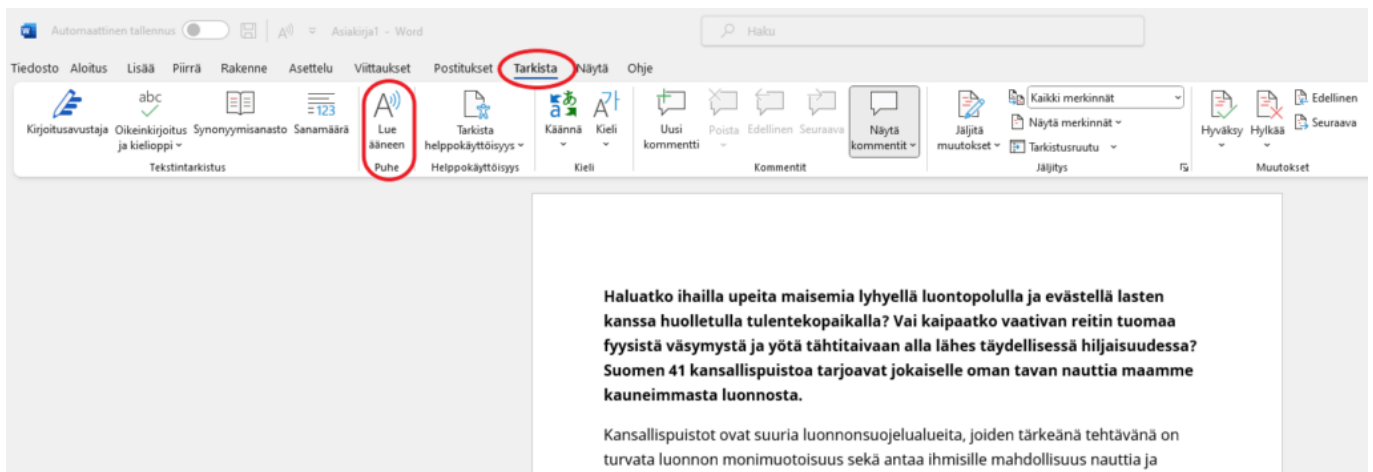 Automaattinen tallennus Asiakirja1 - Word Haku
Tiedosto Aloitus Lisää Piirrä Rakenne Asettelu Viittaukset Postitukset Tarkista Näytä Ohje
Kirjoitusavustaja
abc
Oikeinkirjoitus
ja kielioppi
Synonyymisanasto
123
Sanamäärä
Tekstintarkistus
A
Lue
ääneen
Puhe
Tarkista
helppokäyttöisyys
Helppokäyttöisyys
aあ
Käännä
A
Kieli
Kieli
Uusi
kommentti
Poista
Edellinen
Seuraava
Näytä
kommentit
Kommentit
Jäljitä
muutokset
Kaikki merkinnät
Näytä merkinnät
Tarkistusruutu
Jäljitys
Hyväksy
Hylkää
Edellinen
Seuraava
Muutokset
Haluatko ihailla upeita maisemia lyhyellä luontopolulla ja evästellä lasten
kanssa huolletulla tulentekopaikalla? Vai kaipaatko vaativan reitin tuomaa
fyysistä väsymystä ja yötä tähtitaivaan alla lähes täydellisessä hiljaisuudessa?
Suomen 41 kansallispuistoa tarjoavat jokaiselle oman tavan nauttia maamme
kauneimmasta luonnosta.
Kansallispuistot ovat suuria luonnonsuojelualueita, joiden tärkeänä tehtävänä on
turvata luonnon monimuotoisuus sekä antaa ihmisille mahdollisuus nauttia ja